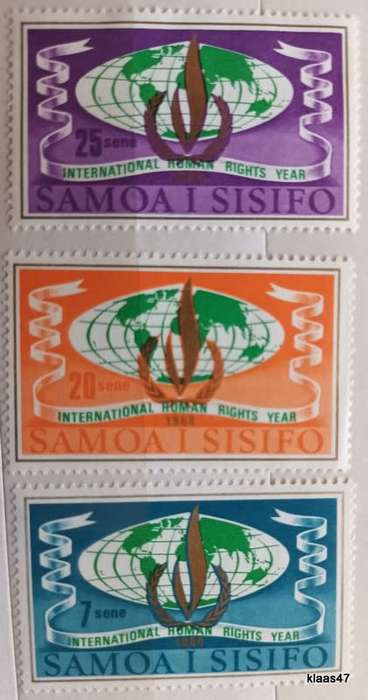 25 sene
INTERNATIONAL HUMAN RIGHTS YEAR
SAMOA I SISIFO
20 sene
INTERNATIONAL HUMAN RIGHTS YEAR
1968
SAMOA I SISIFO
7 sene
INTERNATIONAL HUMAN RIGHTS YEAR
1968
SAMOA I SISIFO
klaas47